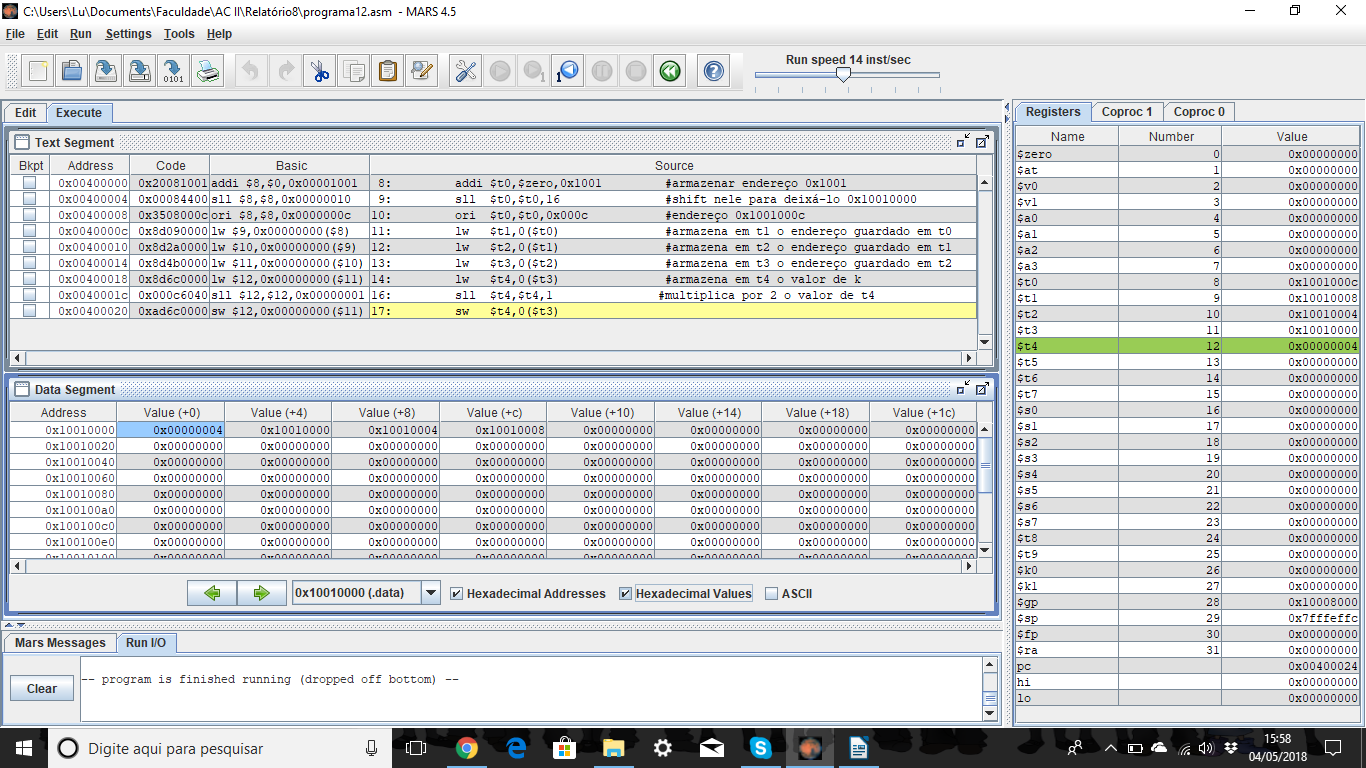 C:\Users\Lu\Documents\Faculdade\AC II\Relatório8\programa12.asm - MARS 4.5
File Edit Run Settings Tools Help
Run speed 14 inst/sec
Edit Execute
Text Segment
Bkpt Address Code Basic Source
0x00400000 0x20081001 addi $8,$0,0x00001001 8: addi $t0,$zero,0x1001 #armazenar endereço 0x1001
0x00400004 0x00084400 sll $8,$8,0x00000010 9: sll $t0,$t0,16 #shift nele para deixá-lo 0x10010000
0x00400008 0x3508000c ori $8,$8,0x0000000c 10: ori $t0,$t0,0x000c #endereço 0x1001000c
0x0040000c 0x8d090000 lw $9,0x00000000($8) 11: lw $t1,0($t0) #armazena em t1 o endereço guardado em t0
0x00400010 0x8d2a0000 lw $10,0x00000000($9) 12: lw $t2,0($t1) #armazena em t2 o endereço guardado em t1
0x00400014 0x8d4b0000 lw $11,0x00000000($10) 13: lw $t3,0($t2) #armazena em t3 o endereço guardado em t2
0x00400018 0x8d6c0000 lw $12,0x00000000($11) 14: lw $t4,0($t3) #armazena em t4 o valor de k
0x0040001c 0x000c6040 sll $12,$12,0x00000001 16: sll $t4,$t4,1 #multiplica por 2 o valor de t4
0x00400020 0xad6c0000 sw $12,0x00000000($11) 17: sw $t4,0($t3)
Data Segment
Address Value (+0) Value (+4) Value (+8) Value (+c) Value (+10) Value (+14) Value (+18) Value (+1c)
0x10010000 0x00000004 0x10010000 0x10010004 0x10010008 0x00000000 0x00000000 0x00000000 0x00000000
0x10010020 0x00000000 0x00000000 0x00000000 0x00000000 0x00000000 0x00000000 0x00000000 0x00000000
0x10010040 0x00000000 0x00000000 0x00000000 0x00000000 0x00000000 0x00000000 0x00000000 0x00000000
0x10010060 0x00000000 0x00000000 0x00000000 0x00000000 0x00000000 0x00000000 0x00000000 0x00000000
0x10010080 0x00000000 0x00000000 0x00000000 0x00000000 0x00000000 0x00000000 0x00000000 0x00000000
0x100100a0 0x00000000 0x00000000 0x00000000 0x00000000 0x00000000 0x00000000 0x00000000 0x00000000
0x100100c0 0x00000000 0x00000000 0x00000000 0x00000000 0x00000000 0x00000000 0x00000000 0x00000000
0x100100e0 0x00000000 0x00000000 0x00000000 0x00000000 0x00000000 0x00000000 0x00000000 0x00000000
0x10010100 0x00000000 0x00000000 0x00000000 0x00000000 0x00000000 0x00000000 0x00000000 0x00000000
0x10010000 (.data) Hexadecimal Addresses Hexadecimal Values ASCII
Mars Messages Run I/O
-- program is finished running (dropped off bottom) --
Clear
Registers Coproc 1 Coproc 0
Name Number Value
$zero 0 0x00000000
$at 1 0x00000000
$v0 2 0x00000000
$v1 3 0x00000000
$a0 4 0x00000000
$a1 5 0x00000000
$a2 6 0x00000000
$a3 7 0x00000000
$t0 8 0x1001000c
$t1 9 0x10010008
$t2 10 0x10010004
$t3 11 0x10010000
$t4 12 0x00000004
$t5 13 0x00000000
$t6 14 0x00000000
$t7 15 0x00000000
$s0 16 0x00000000
$s1 17 0x00000000
$s2 18 0x00000000
$s3 19 0x00000000
$s4 20 0x00000000
$s5 21 0x00000000
$s6 22 0x00000000
$s7 23 0x00000000
$t8 24 0x00000000
$t9 25 0x00000000
$k0 26 0x00000000
$k1 27 0x00000000
$gp 28 0x10008000
$sp 29 0x7fffeffc
$fp 30 0x00000000
$ra 31 0x00000000
pc 0x00400024
hi 0x00000000
lo 0x00000000
Digite aqui para pesquisar
15:58
04/05/2018